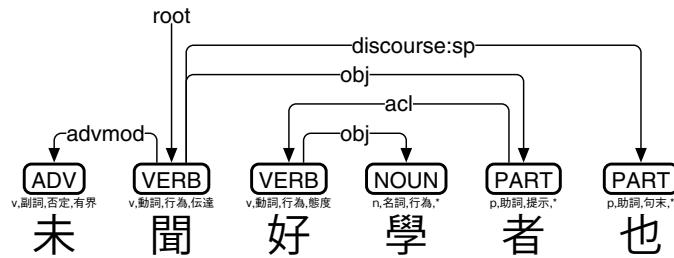 root
discourse:sp
obj
acl
advmod obj
ADV VERB VERB NOUN PART PART
v,副詞,否定,有界 v,動詞,行為,伝達 v,動詞,行為,態度 n,名詞,行為,* p,助詞,提示,* p,助詞,句末,*
未 聞 好 學 者 也